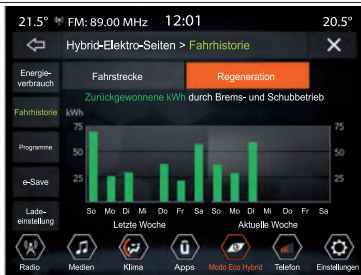 21.5° FM: 89.00 MHz 12:01 20.5°
Hybrid-Elektro-Seiten > Fahrhistorie
Energie-
verbrauch
Fahrstrecke Regeneration
Zurückgewonnene kWh durch Brems- und Schubbetrieb
Fahrhistorie
kWh
75 75
50 50
25 25
Programme
e-Save
Lade-
einstellung
So Mo Di Mi Do Fr Sa So Mo Di Mi Do Fr Sa
Letzte Woche Aktuelle Woche
Radio Medien Klima Apps Modo Eco Hybrid Telefon Einstellungen